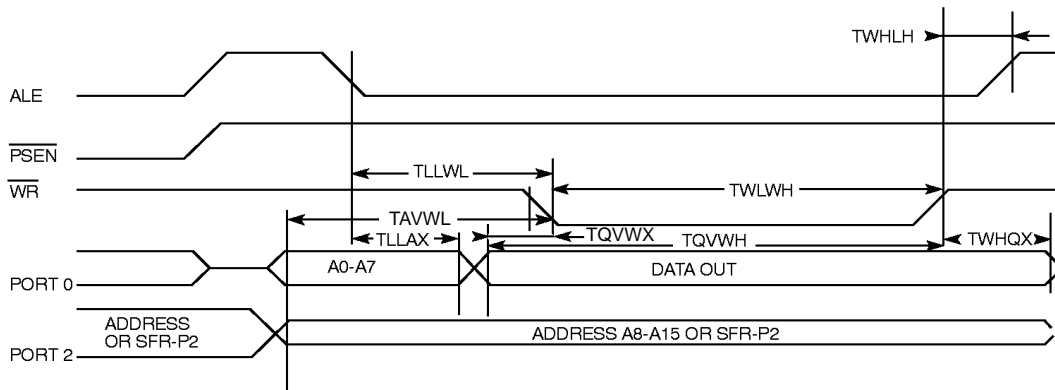 TWHLH
ALE
PSEN
TLLWL
WR
TWLWH
TAVWL
TLLAX
TQVWX
TQVWH
TWHQX
A0-A7
DATA OUT
PORT 0
ADDRESS
OR SFR-P2
ADDRESS A8-A15 OR SFR-P2
PORT 2